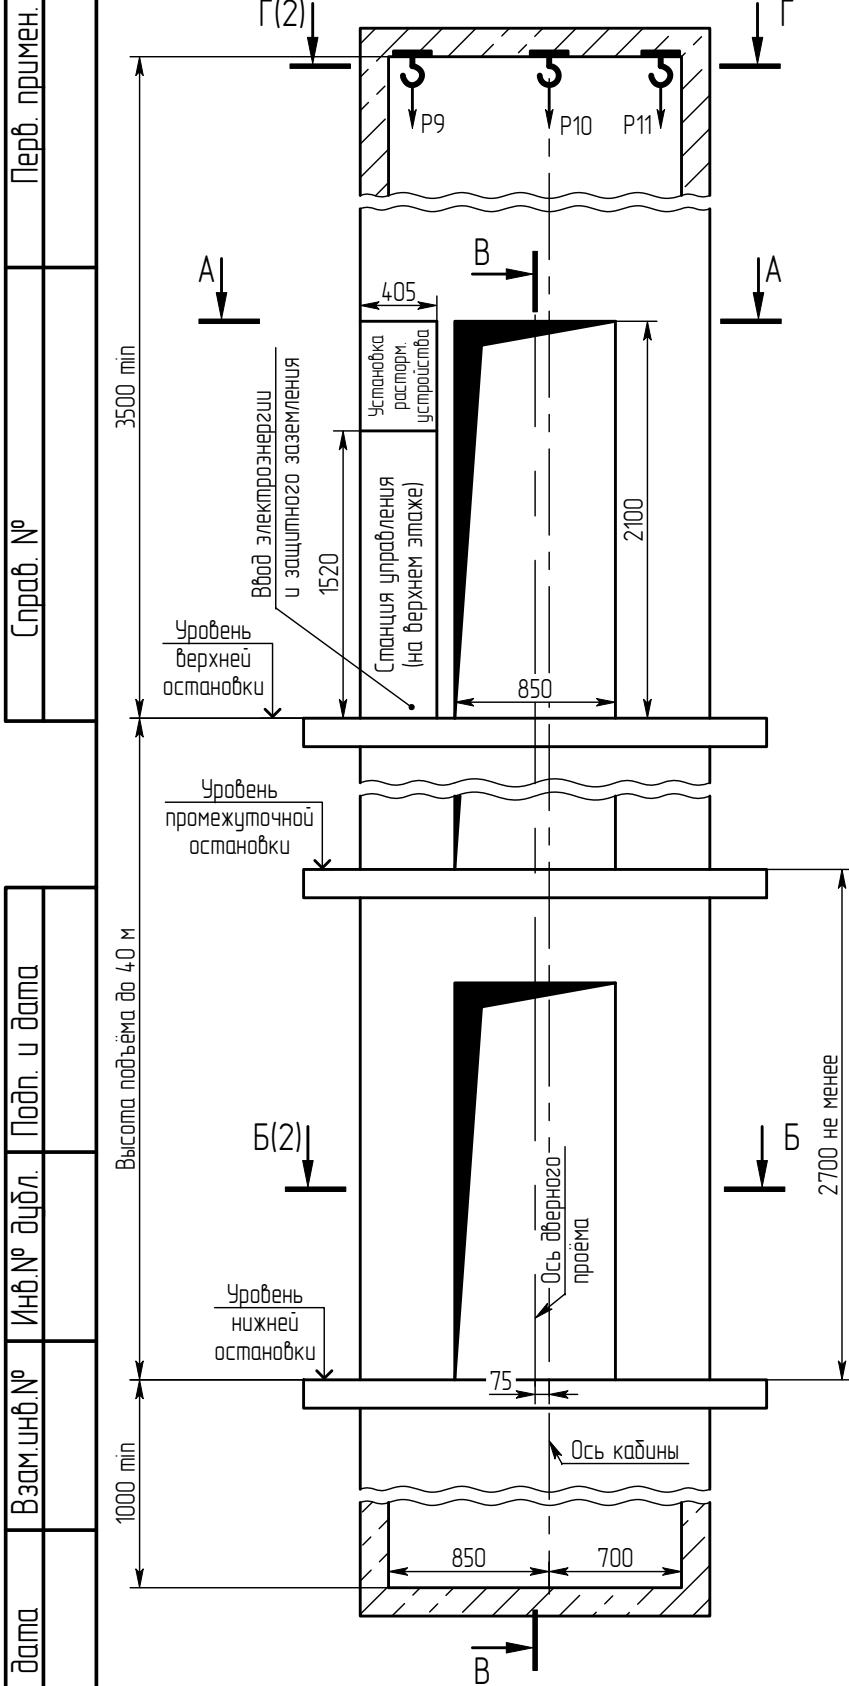 Г(2)
Г
Перв. примен.
P9
P10
P11
А
В
А
405
Установка
расторм.
устройства
3500 min
Ввод электроэнергии
и защитного заземления
1520
Станция управления
(на верхнем этаже)
2100
Справ. №
Уровень
верхней
остановки
850
Уровень
промежуточной
остановки
Высота подъёма до 40 м
Подп. и дата
2700 не менее
Б(2)
Б
Ось дверного
проёма
Инв.№ дубл.
Уровень
нижней
остановки
75
Взам.инв.№
1000 min
Ось кабины
850
700
дата
В